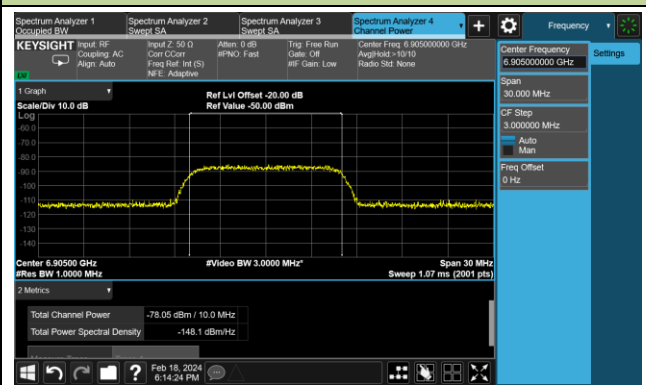 Spectrum Analyzer 1
Occupied BW
Spectrum Analyzer 2
Swept SA
Spectrum Analyzer 3
Swept SA
Spectrum Analyzer 4
Channel Power
Frequency
KEYSIGHT
Input: RF
Coupling: AC
Align: Auto
Input Z: 50 Ω
Corr CCorr
Freq Ref: Int (S)
NFE: Adaptive
Atten: 0 dB
#PNO: Fast
Trig: Free Run
Gate: Off
#IF Gain: Low
Center Freq: 6.905000000 GHz
Avg|Hold:>10/10
Radio Std: None
Center Frequency
6.905000000 GHz
Settings
Span
30.000 MHz
CF Step
3.000000 MHz
Auto
Man
Freq Offset
0 Hz
1 Graph
Scale/Div 10.0 dB
Ref Lvl Offset -20.00 dB
Ref Value -50.00 dBm
Log
-60.0
-70.0
-80.0
-90.0
-100
-110
-120
-130
-140
Center 6.90500 GHz
#Video BW 3.0000 MHz*
Span 30 MHz
#Res BW 1.0000 MHz
Sweep 1.07 ms (2001 pts)
2 Metrics
Total Channel Power -78.05 dBm / 10.0 MHz
Total Power Spectral Density -148.1 dBm/Hz
Feb 18, 2024
6:14:24 PM